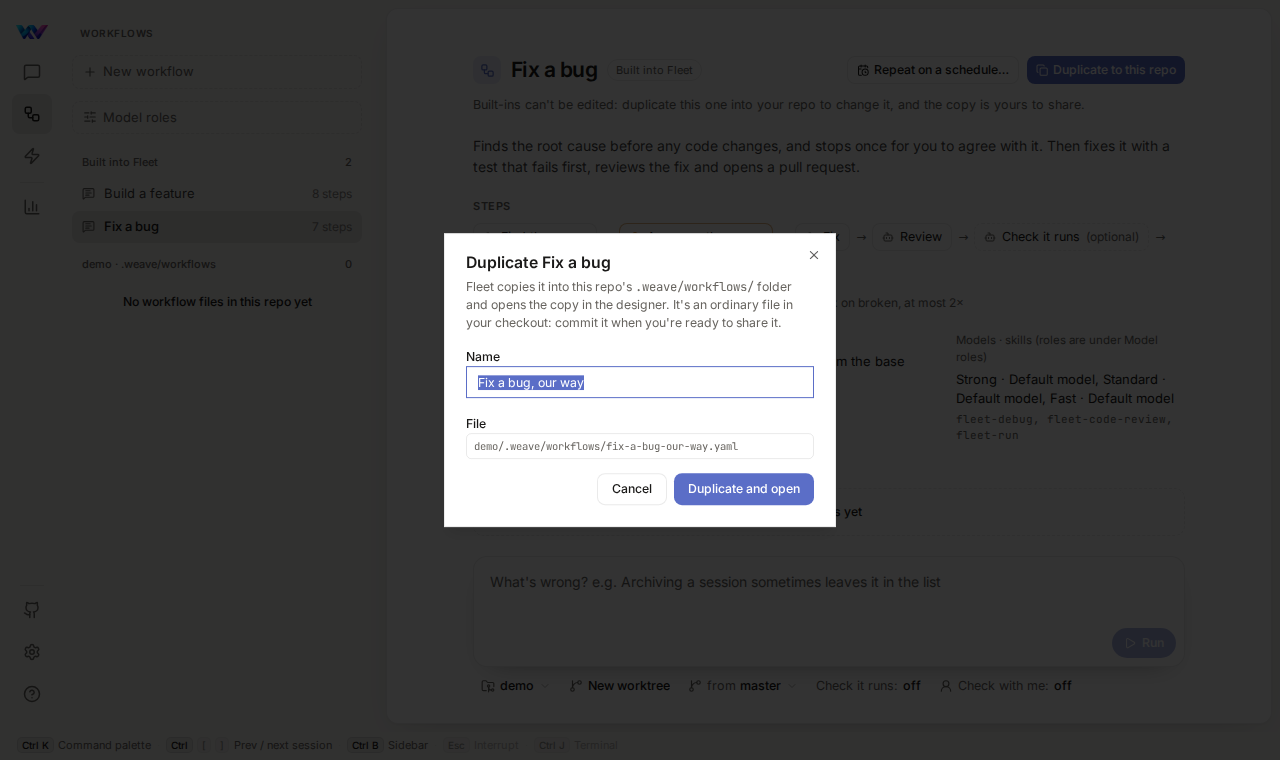 WORKFLOWS
New workflow
Model roles
Built into Fleet 2
Build a feature 8 steps
Fix a bug 7 steps
demo · .weave/workflows 0
No workflow files in this repo yet
Fix a bug Built into Fleet Repeat on a schedule... Duplicate to this repo
Built-ins can't be edited: duplicate this one into your repo to change it, and the copy is yours to share.
Finds the root cause before any code changes, and stops once for you to agree with it. Then fixes it with a
test that fails first, reviews the fix and opens a pull request.
STEPS
→ Review → Check it runs (optional) →
on broken, at most 2×
the base
Models · skills (roles are under Model
roles)
Strong · Default model, Standard ·
Default model, Fast · Default model
fleet-debug, fleet-code-review,
fleet-run
yet
Duplicate Fix a bug
Fleet copies it into this repo's .weave/workflows/ folder
and opens the copy in the designer. It's an ordinary file in
your checkout: commit it when you're ready to share it.
Name
Fix a bug, our way
File
demo/.weave/workflows/fix-a-bug-our-way.yaml
Cancel Duplicate and open
What's wrong? e.g. Archiving a session sometimes leaves it in the list
Run
demo New worktree from master Check it runs: off Check with me: off
Ctrl K Command palette Ctrl [ ] Prev / next session Ctrl B Sidebar Esc Interrupt Ctrl J Terminal